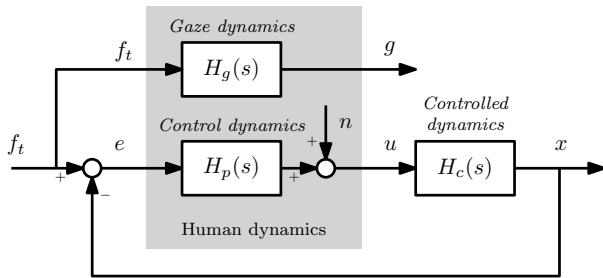 Gaze dynamics
f_t
H_g(s)
g
Controlled
dynamics
Control dynamics
n
f_t
e
H_p(s)
u
H_c(s)
x
+
−
+
+
Human dynamics